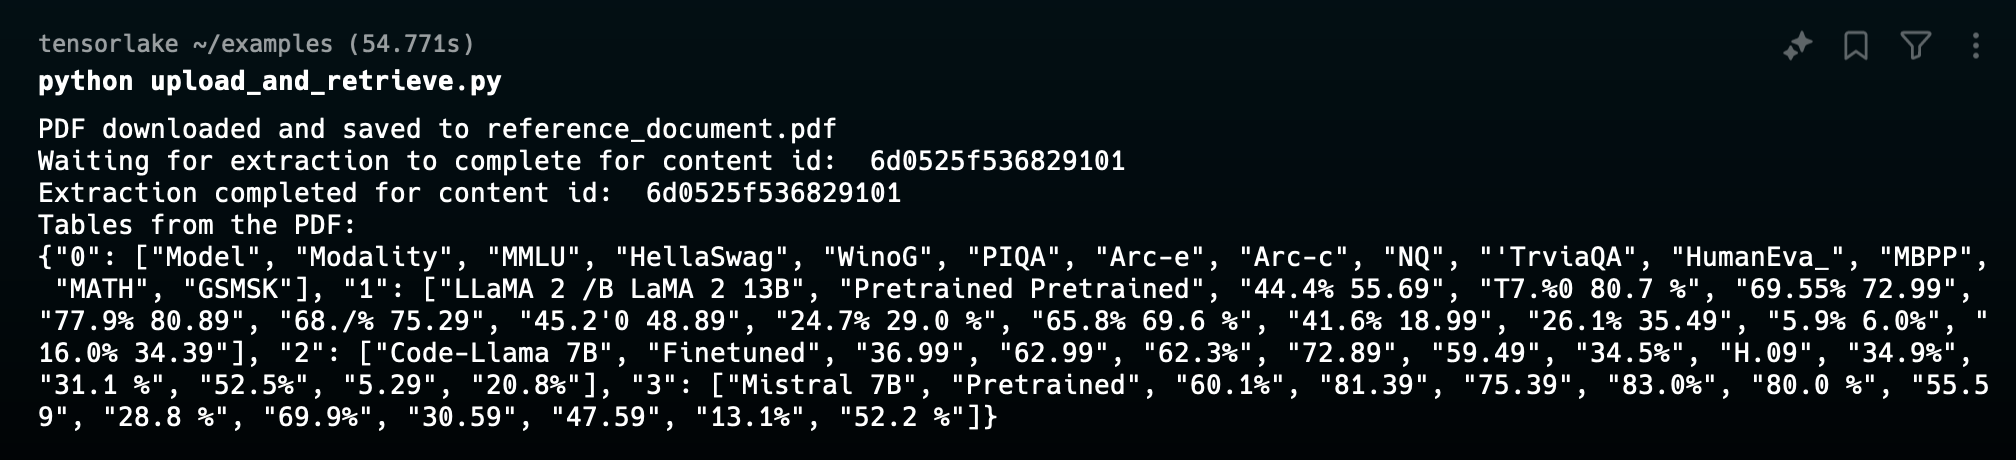 tensorlake ~/examples (54.771s)
python upload_and_retrieve.py
PDF downloaded and saved to reference_document.pdf
Waiting for extraction to complete for content id:  6d0525f536829101
Extraction completed for content id:  6d0525f536829101
Tables from the PDF:
{"0": ["Model", "Modality", "MMLU", "HellaSwag", "WinoG", "PIQA", "Arc-e", "Arc-c", "NQ", "'TrviaQA", "HumanEva_", "MBPP",
 "MATH", "GSMSK"], "1": ["LLaMA 2 /B LaMA 2 13B", "Pretrained Pretrained", "44.4% 55.69", "T7.%0 80.7 %", "69.55% 72.99",
"77.9% 80.89", "68./% 75.29", "45.2'0 48.89", "24.7% 29.0 %", "65.8% 69.6 %", "41.6% 18.99", "26.1% 35.49", "5.9% 6.0%", "
16.0% 34.39"], "2": ["Code-Llama 7B", "Finetuned", "36.99", "62.99", "62.3%", "72.89", "59.49", "34.5%", "H.09", "34.9%",
"31.1 %", "52.5%", "5.29", "20.8%"], "3": ["Mistral 7B", "Pretrained", "60.1%", "81.39", "75.39", "83.0%", "80.0 %", "55.5
9", "28.8 %", "69.9%", "30.59", "47.59", "13.1%", "52.2 %"]}